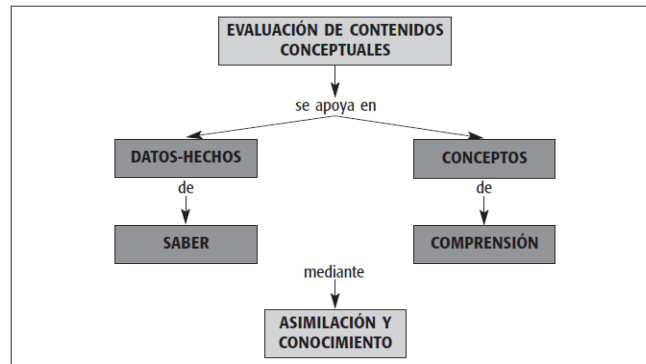 EVALUACIÓN DE CONTENIDOS
CONCEPTUALES
se apoya en
DATOS-HECHOS
CONCEPTOS
de
de
SABER
COMPRENSIÓN
mediante
ASIMILACIÓN Y
CONOCIMIENTO